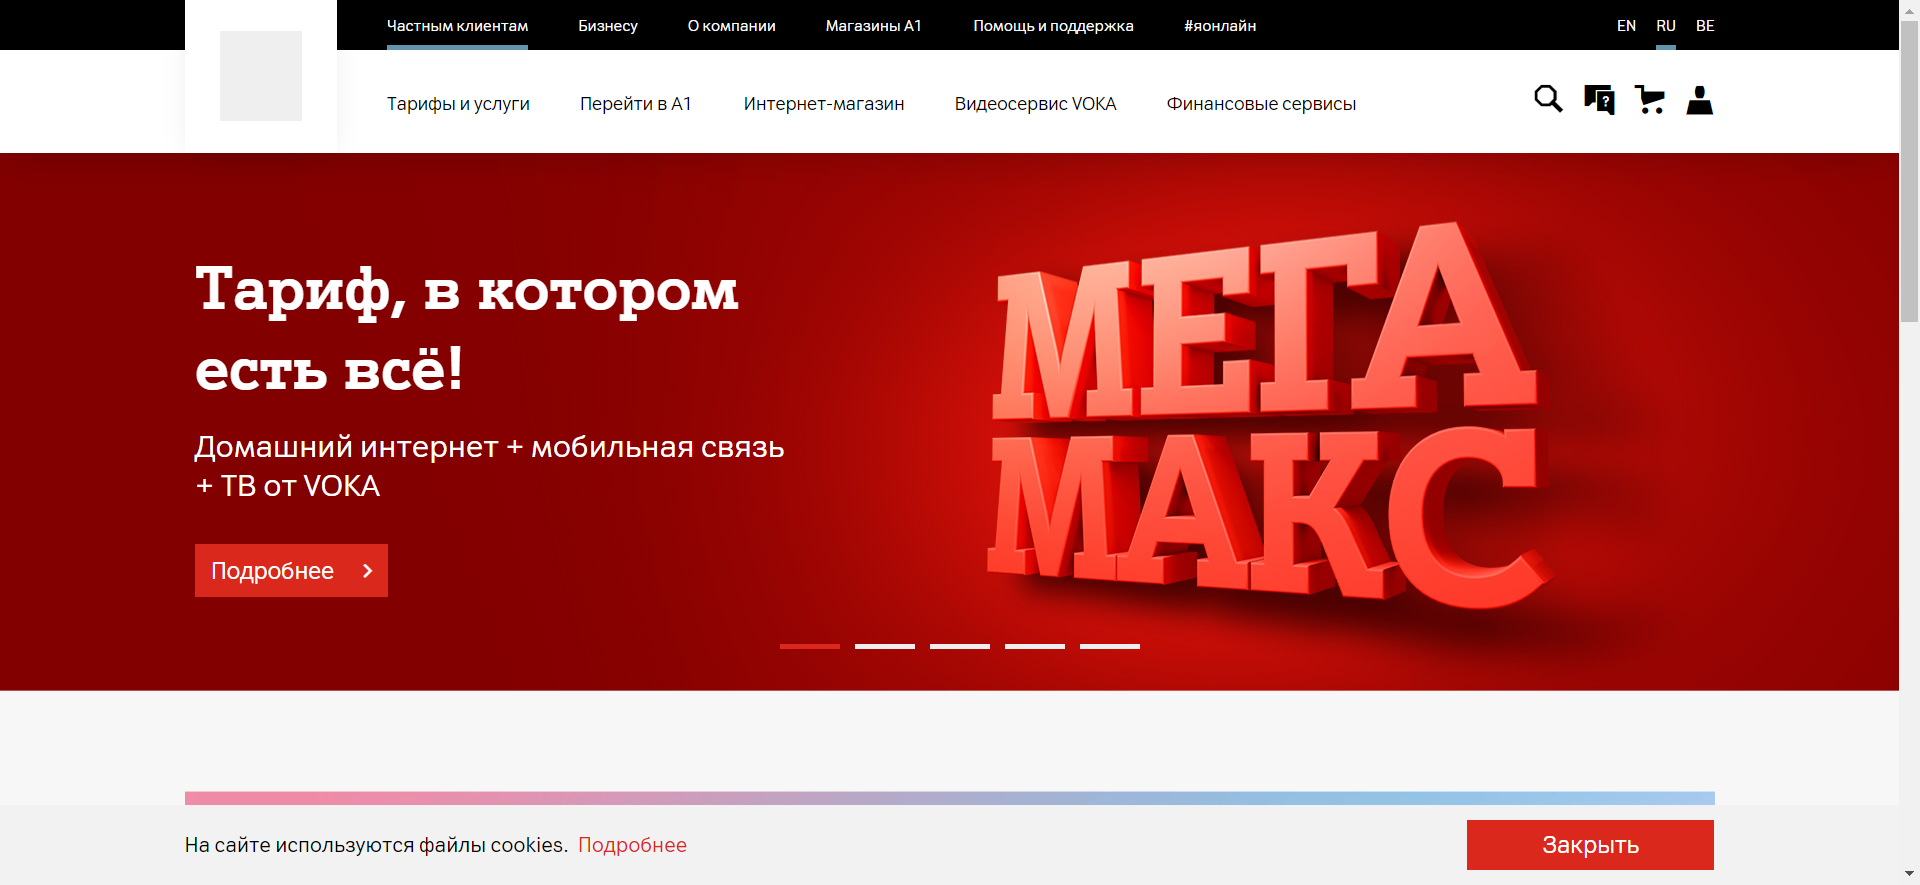 Частным клиентам
Бизнесу
О компании
Магазины А1
Помощь и поддержка
#яонлайн
EN
RU
BE
Тарифы и услуги
Перейти в А1
Интернет-магазин
Видеосервис VOKA
Финансовые сервисы
?
Тариф, в котором
есть всё!
Домашний интернет + мобильная связь
+ ТВ от VOKA
Подробнее
МЕГА
МАКС
На сайте используются файлы cookies. Подробнее
Закрыть